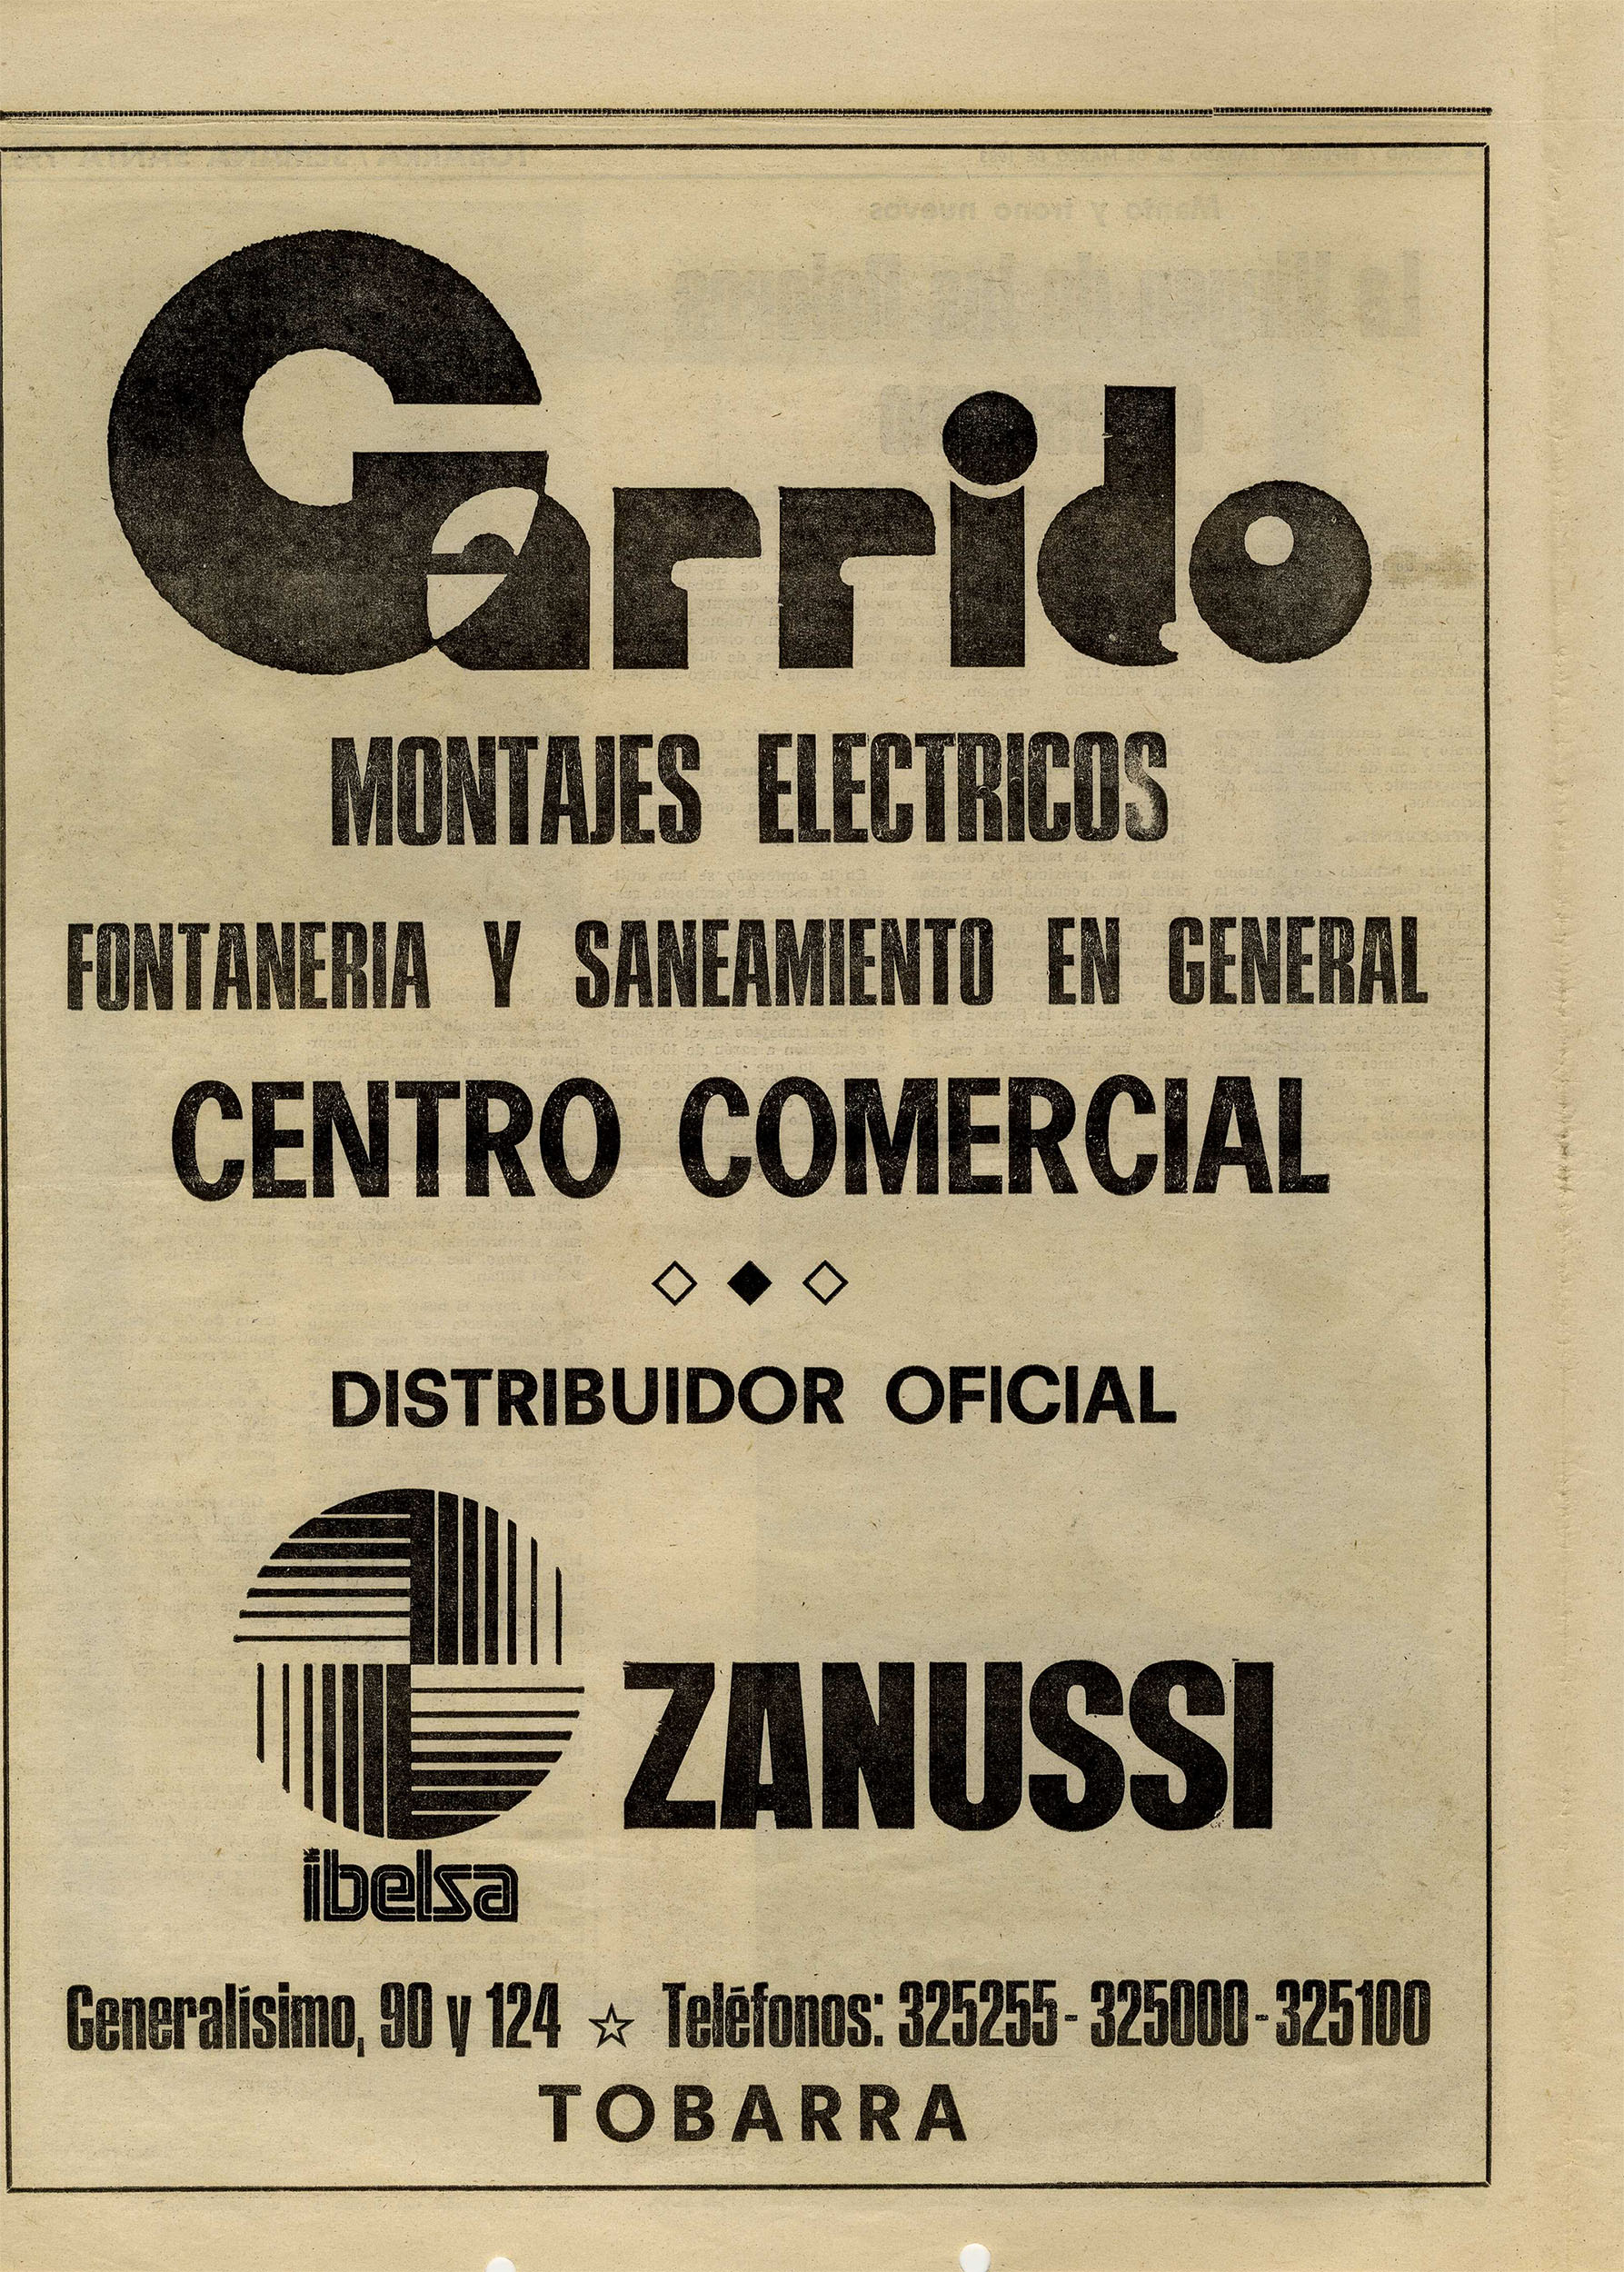 Garrido
MONTAJES ELECTRICOS
FONTANERIA Y SANEAMIENTO EN GENERAL
CENTRO COMERCIAL
DISTRIBUIDOR OFICIAL
ZANUSSI
ibelsa
Generalísimo, 90 y 124 ☆ Teléfonos: 325255 - 325000 - 325100
TOBARRA